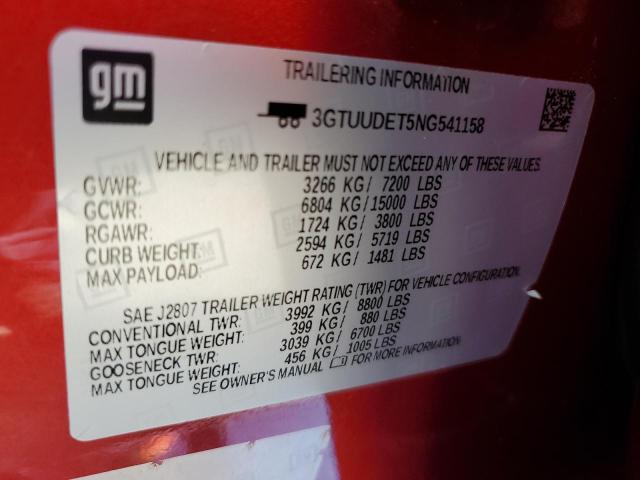 gm
TRAILERING INFORMATION
3GTUUDET5NG541158
VEHICLE AND TRAILER MUST NOT EXCEED ANY OF THESE VALUES.
GVWR: 3266 KG/ 7200 LBS
GCWR: 6804 KG/15000 LBS
RGAWR: 1724 KG/ 3800 LBS
CURB WEIGHT: 2594 KG/ 5719 LBS
MAX PAYLOAD: 672 KG/ 1481 LBS
SAE J2807 TRAILER WEIGHT RATING (TWR) FOR VEHICLE CONFIGURATION.
CONVENTIONAL TWR: 3992 KG/ 8800 LBS
MAX TONGUE WEIGHT: 399 KG/ 880 LBS
GOOSENECK TWR: 3039 KG/ 6700 LBS
MAX TONGUE WEIGHT: 456 KG/ 1005 LBS
SEE OWNER'S MANUAL FOR MORE INFORMATION